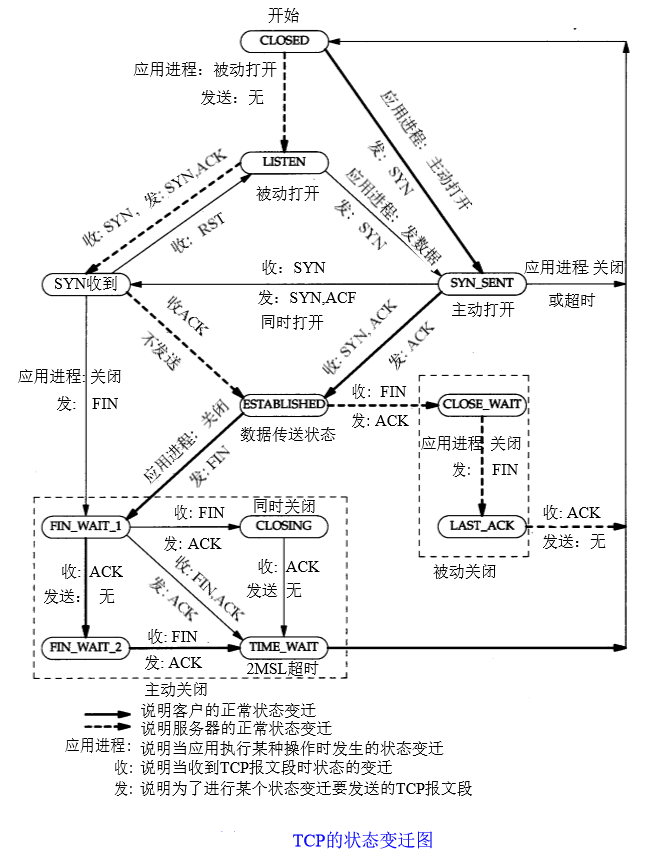 开始
CLOSED
应用进程：被动打开
发送：无
应用进程：主动打开
发：SYN
LISTEN
被动打开
收: SYN，发: SYN,ACK
收：RST
应用进程：发数据
发：SYN
SYN收到
收：SYN
发：SYN,ACF
同时打开
SYN_SENT
主动打开
应用进程 关闭
或超时
收ACK
不发送
收: SYN, ACK
发: ACK
应用进程: 关闭
发: FIN
ESTABLISHED
数据传送状态
收: FIN
发: ACK
CLOSE_WAIT
应用进程 关闭
发： FIN
应用进程：关闭
发: FIN
FIN_WAIT_1
收: FIN
发: ACK
同时关闭
CLOSING
LAST_ACK
收: ACK
发送：无
被动关闭
收: ACK
发送： 无
收: FIN,ACK
发: ACK
收: ACK
发送 无
FIN_WAIT_2
收: FIN
发: ACK
TIME_WAIT
2MSL超时
主动关闭
说明客户的正常状态变迁
说明服务器的正常状态变迁
应用进程: 说明当应用执行某种操作时发生的状态变迁
收: 说明当收到TCP报文段时状态的变迁
发: 说明为了进行某个状态变迁要发送的TCP报文段
TCP的状态变迁图